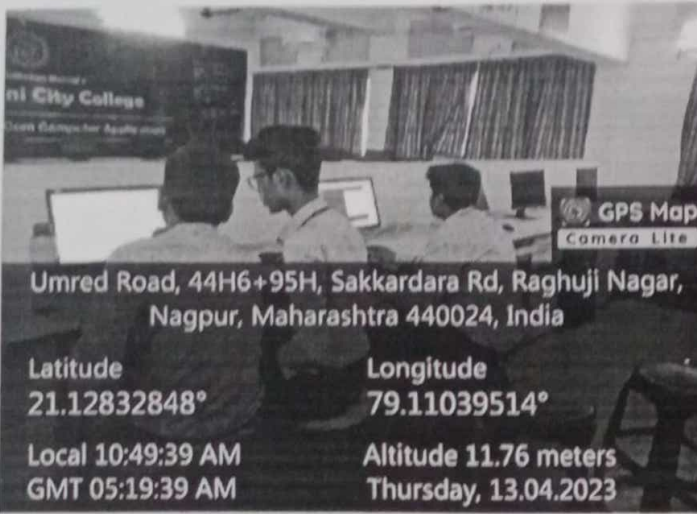 ni City College
GPS Map
Camera Lite
Umred Road, 44H6+95H, Sakkardara Rd, Raghuji Nagar,
Nagpur, Maharashtra 440024, India
Latitude
21.12832848°
Longitude
79.11039514°
Local 10:49:39 AM
GMT 05:19:39 AM
Altitude 11.76 meters
Thursday, 13.04.2023